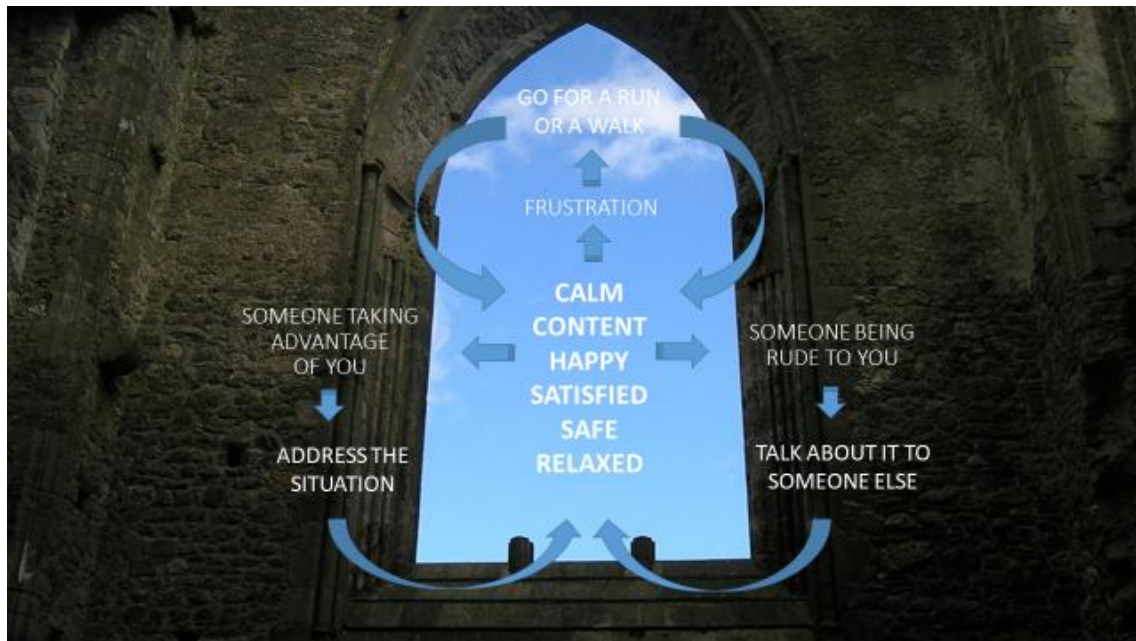 GO FOR A RUN
OR A WALK
FRUSTRATION
CALM
CONTENT
HAPPY
SATISFIED
SAFE
RELAXED
SOMEONE TAKING
ADVANTAGE
OF YOU
ADDRESS THE
SITUATION
SOMEONE BEING
RUDE TO YOU
TALK ABOUT IT TO
SOMEONE ELSE